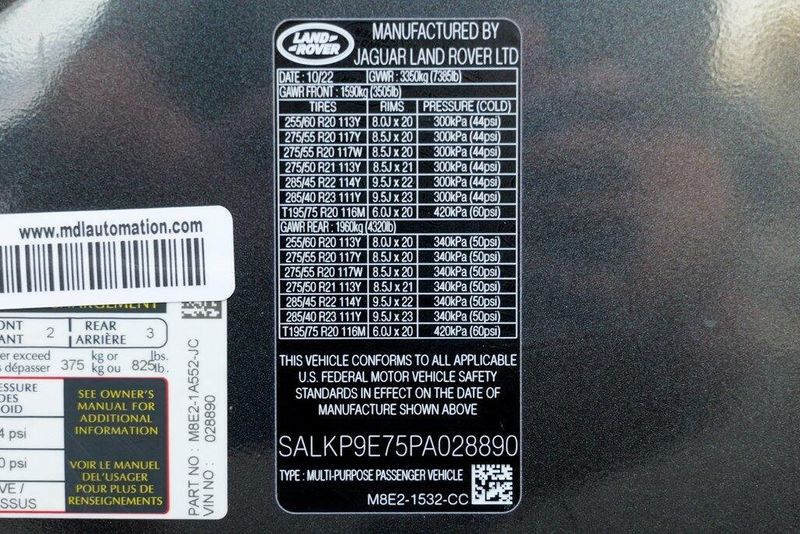 LAND
ROVER
MANUFACTURED BY
JAGUAR LAND ROVER LTD
DATE : 10/22 GVWR : 3350kg (7385lb)
GAWR FRONT : 1590kg (3505lb)
TIRES RIMS PRESSURE (COLD)
255/60 R20 113Y 8.0J x 20 300kPa (44psi)
275/55 R20 117Y 8.5J x 20 300kPa (44psi)
275/55 R20 117W 8.5J x 20 300kPa (44psi)
275/50 R21 113Y 8.5J x 21 300kPa (44psi)
285/45 R22 114Y 9.5J x 22 300kPa (44psi)
285/40 R23 111Y 9.5J x 23 300kPa (44psi)
T195/75 R20 116M 6.0J x 20 420kPa (60psi)
GAWR REAR : 1960kg (4320lb)
255/60 R20 113Y 8.0J x 20 340kPa (50psi)
275/55 R20 117Y 8.5J x 20 340kPa (50psi)
275/55 R20 117W 8.5J x 20 340kPa (50psi)
275/50 R21 113Y 8.5J x 21 340kPa (50psi)
285/45 R22 114Y 9.5J x 22 340kPa (50psi)
285/40 R23 111Y 9.5J x 23 340kPa (50psi)
T195/75 R20 116M 6.0J x 20 420kPa (60psi)
THIS VEHICLE CONFORMS TO ALL APPLICABLE
U.S. FEDERAL MOTOR VEHICLE SAFETY
STANDARDS IN EFFECT ON THE DATE OF
MANUFACTURE SHOWN ABOVE
SALKP9E75PA028890
TYPE : MULTI-PURPOSE PASSENGER VEHICLE
M8E2-1532-CC
www.mdlautomation.com
2 REAR 3
ARRIÈRE
exceed kg or lbs.
dépasser 375 kg ou 825 lb.
SEE OWNER'S
MANUAL FOR
ADDITIONAL
INFORMATION
psi
VOIR LE MANUEL
DEL'USAGER
POUR PLUS DE
RENSEIGNEMENTS
psi
PART NO : M8E2-1A552-JC
VIN NO : 028890